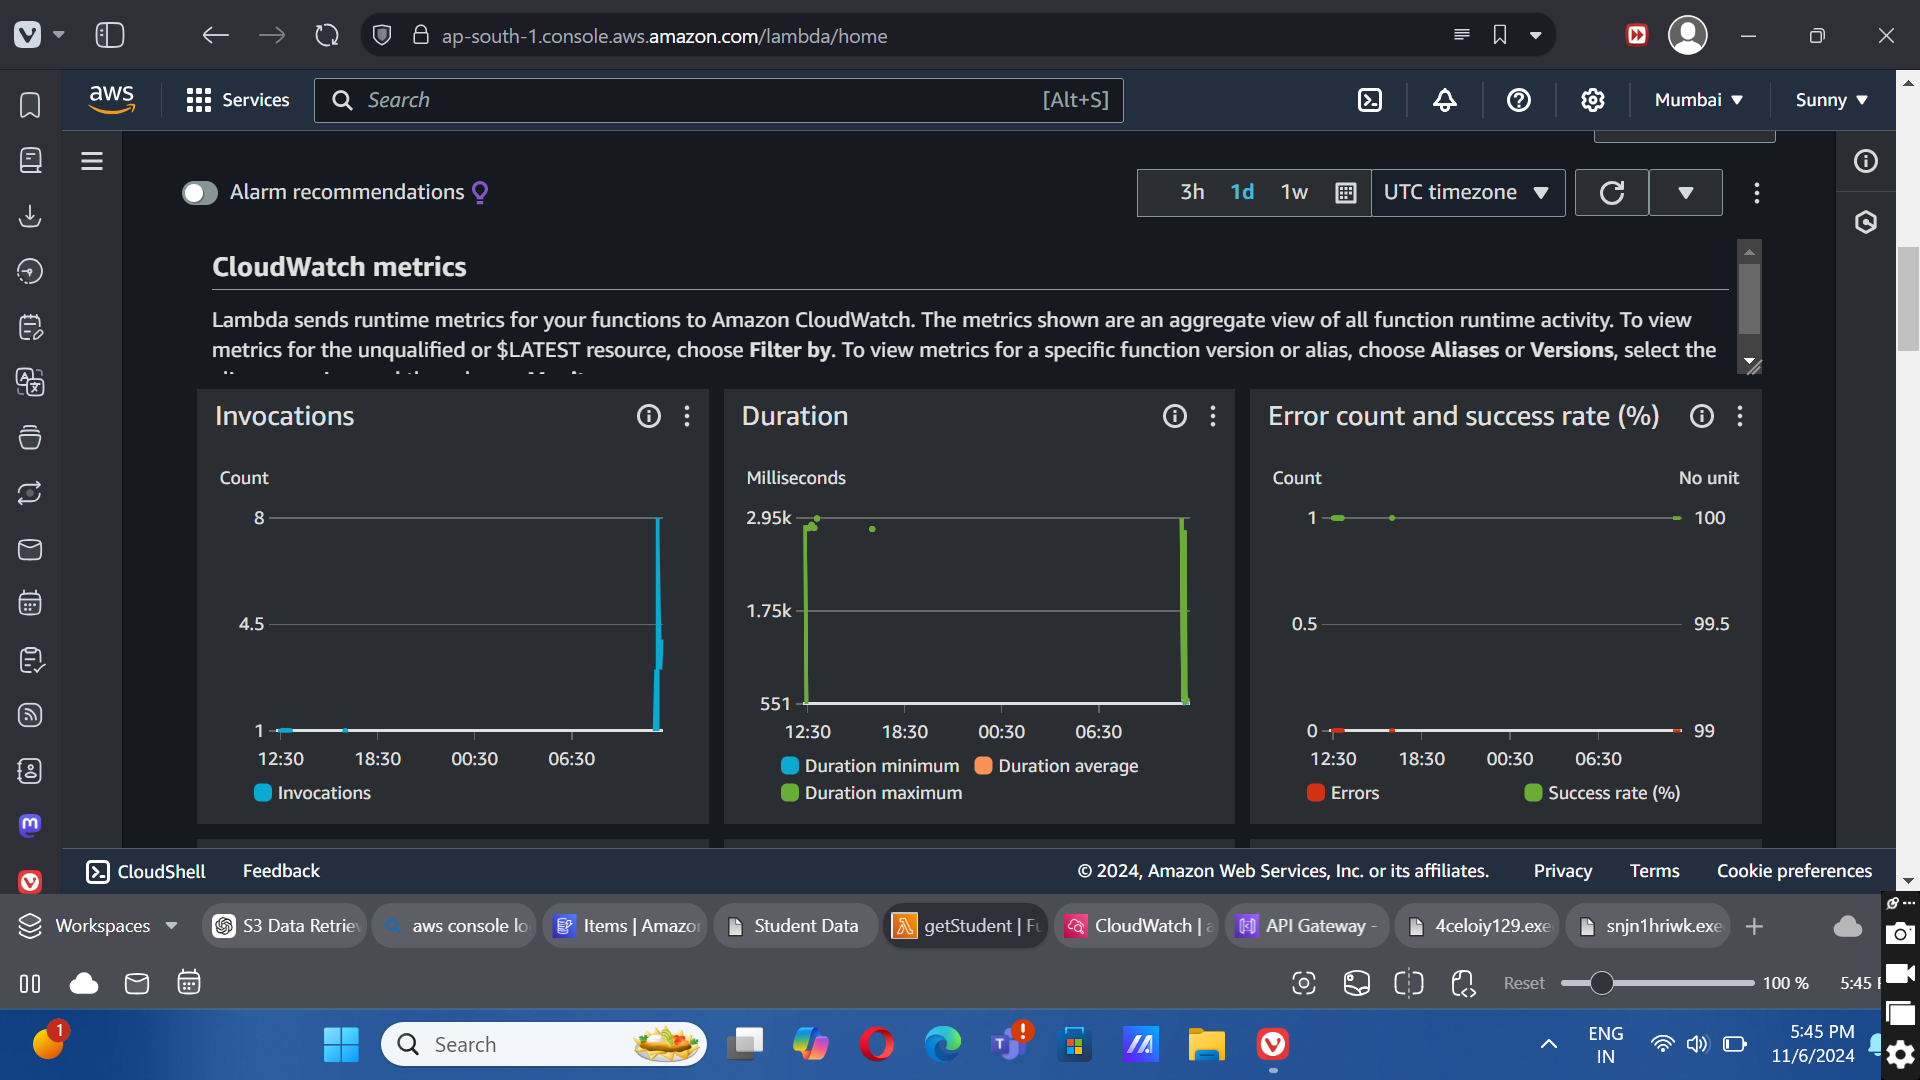 ap-south-1.console.aws.amazon.com/lambda/home
aws
Services
Search
[Alt+S]
Mumbai
Sunny
Alarm recommendations
3h
1d
1w
UTC timezone
CloudWatch metrics
Lambda sends runtime metrics for your functions to Amazon CloudWatch. The metrics shown are an aggregate view of all function runtime activity. To view
metrics for the unqualified or $LATEST resource, choose Filter by. To view metrics for a specific function version or alias, choose Aliases or Versions, select the
Invocations
Count
8
4.5
1
12:30
18:30
00:30
06:30
Invocations
Duration
Milliseconds
2.95k
1.75k
551
12:30
18:30
00:30
06:30
Duration minimum
Duration average
Duration maximum
Error count and success rate (%)
Count
No unit
1
100
0.5
99.5
0
99
12:30
18:30
00:30
06:30
Errors
Success rate (%)
CloudShell
Feedback
© 2024, Amazon Web Services, Inc. or its affiliates.
Privacy
Terms
Cookie preferences
Workspaces
S3 Data Retriev
aws console lo
Items | Amazon
Student Data
getStudent | Fu
CloudWatch | a
API Gateway -
4celoiy129.exe
snjn1hriwk.exe
Reset
100 %
5:45
1
Search
ENG
IN
5:45 PM
11/6/2024